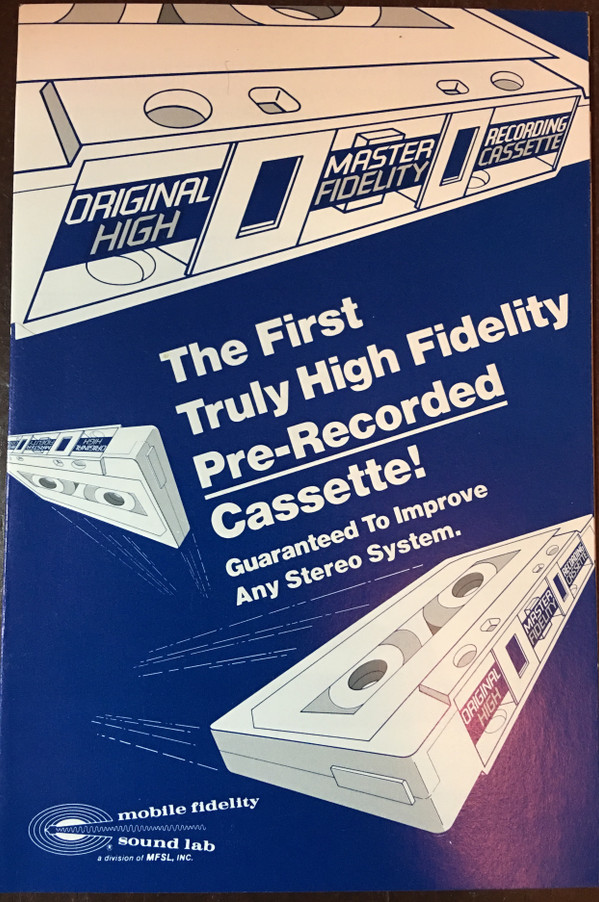 ORIGINAL
HIGH
MASTER
FIDELITY
RECORDING
CASSETTE
The First
Truly High Fidelity
Pre-Recorded
Cassette!
Guaranteed To Improve
Any Stereo System.
RECORDING
CASSETTE
MASTER
FIDELITY
ORIGINAL
HIGH
mobile fidelity
sound lab
®
a division of MFSL, INC.